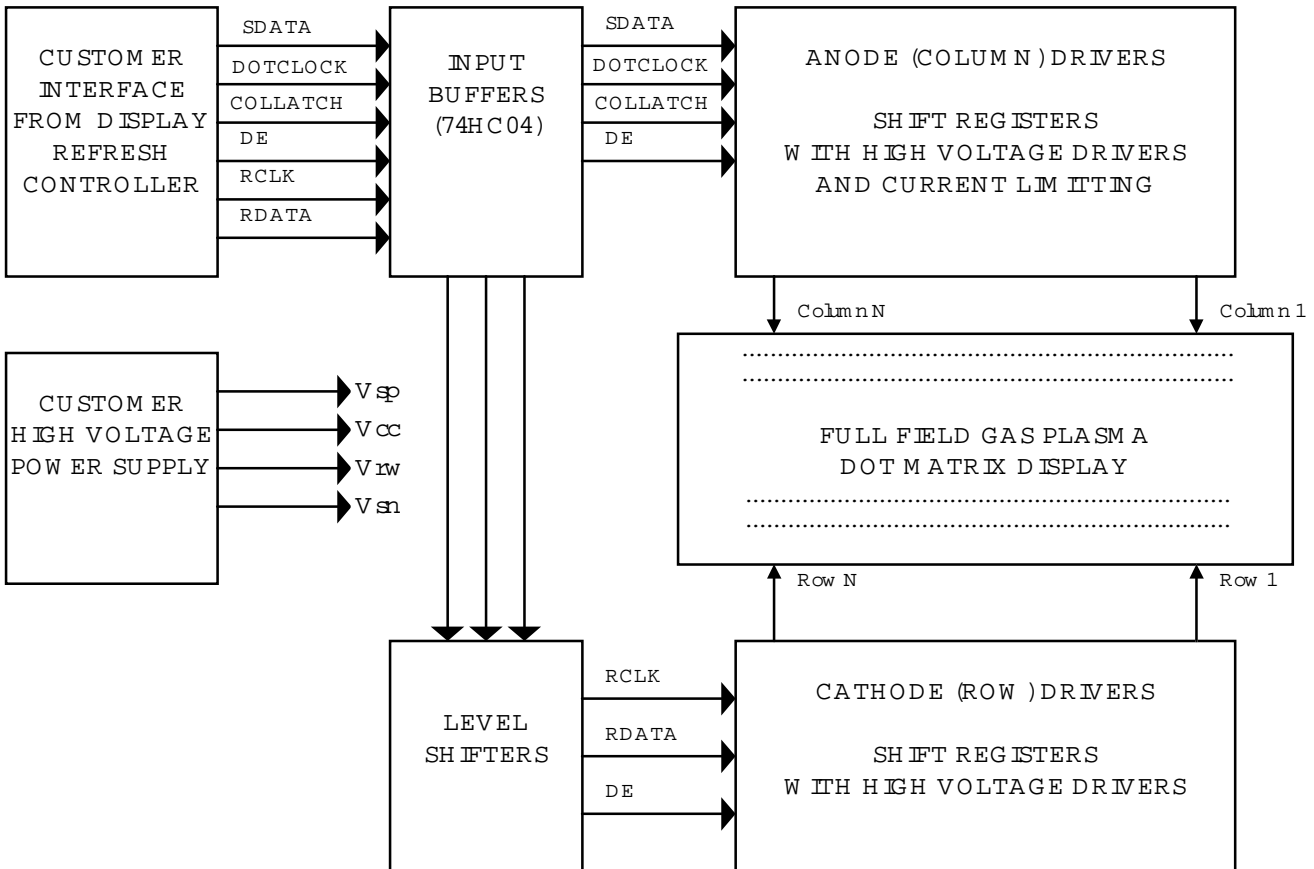 CUSTOMER
INTERFACE
FROM DISPLAY
REFRESH
CONTROLLER
SDATA
DOTCLOCK
COLLATCH
DE
RCLK
RDATA
INPUT
BUFFERS
(74HC04)
SDATA
DOTCLOCK
COLLATCH
DE
ANODE (COLUMN) DRIVERS
SHIFT REGISTERS
WITH HIGH VOLTAGE DRIVERS
AND CURRENT LIMITTING
Column N
Column 1
CUSTOMER
HIGH VOLTAGE
POWER SUPPLY
Vsp
Vcc
Vrw
Vsn
FULL FIELD GAS PLASMA
DOT MATRIX DISPLAY
Row N
Row 1
LEVEL
SHIFTERS
RCLK
RDATA
DE
CATHODE (ROW) DRIVERS
SHIFT REGISTERS
WITH HIGH VOLTAGE DRIVERS